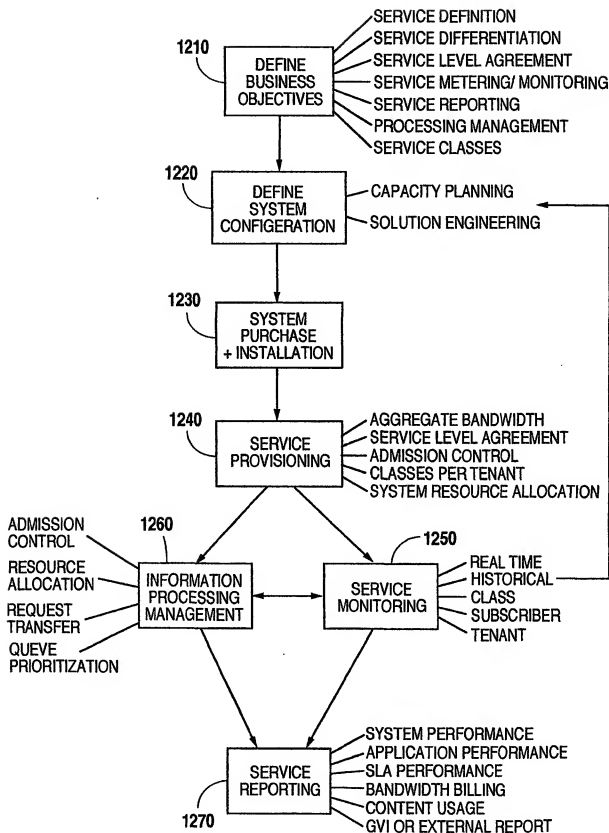 1210
DEFINE
BUSINESS
OBJECTIVES
SERVICE DEFINITION
SERVICE DIFFERENTIATION
SERVICE LEVEL AGREEMENT
SERVICE METERING/ MONITORING
SERVICE REPORTING
PROCESSING MANAGEMENT
SERVICE CLASSES
1220
DEFINE
SYSTEM
CONFIGERATION
CAPACITY PLANNING
SOLUTION ENGINEERING
1230
SYSTEM
PURCHASE
+ INSTALLATION
1240
SERVICE
PROVISIONING
AGGREGATE BANDWIDTH
SERVICE LEVEL AGREEMENT
ADMISSION CONTROL
CLASSES PER TENANT
SYSTEM RESOURCE ALLOCATION
1260
INFORMATION
PROCESSING
MANAGEMENT
ADMISSION
CONTROL
RESOURCE
ALLOCATION
REQUEST
TRANSFER
QUEVE
PRIORITIZATION
1250
SERVICE
MONITORING
REAL TIME
HISTORICAL
CLASS
SUBSCRIBER
TENANT
SERVICE
REPORTING
1270
SYSTEM PERFORMANCE
APPLICATION PERFORMANCE
SLA PERFORMANCE
BANDWIDTH BILLING
CONTENT USAGE
GVI OR EXTERNAL REPORT